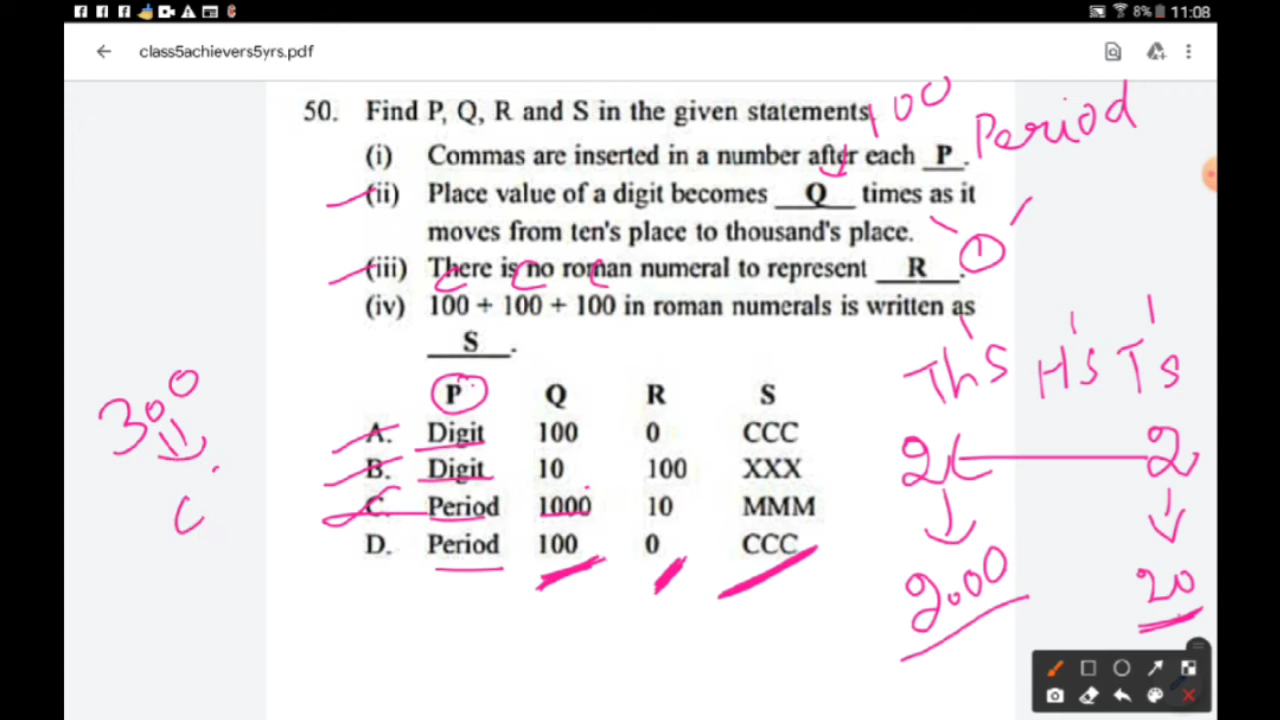 8% 11:08
class5achievers5yrs.pdf
100
Period
50. Find P, Q, R and S in the given statements.
(i) Commas are inserted in a number after each P.
(ii) Place value of a digit becomes Q times as it
moves from ten's place to thousand's place.
(iii) There is no roman numeral to represent R.
C C C
(iv) 100 + 100 + 100 in roman numerals is written as
S.
Th's H's T's
P Q R S
A. Digit 100 0 CCC
B. Digit 10 100 XXX
C. Period 1000 10 MMM
D. Period 100 0 CCC
300
C
2 2
2000 20